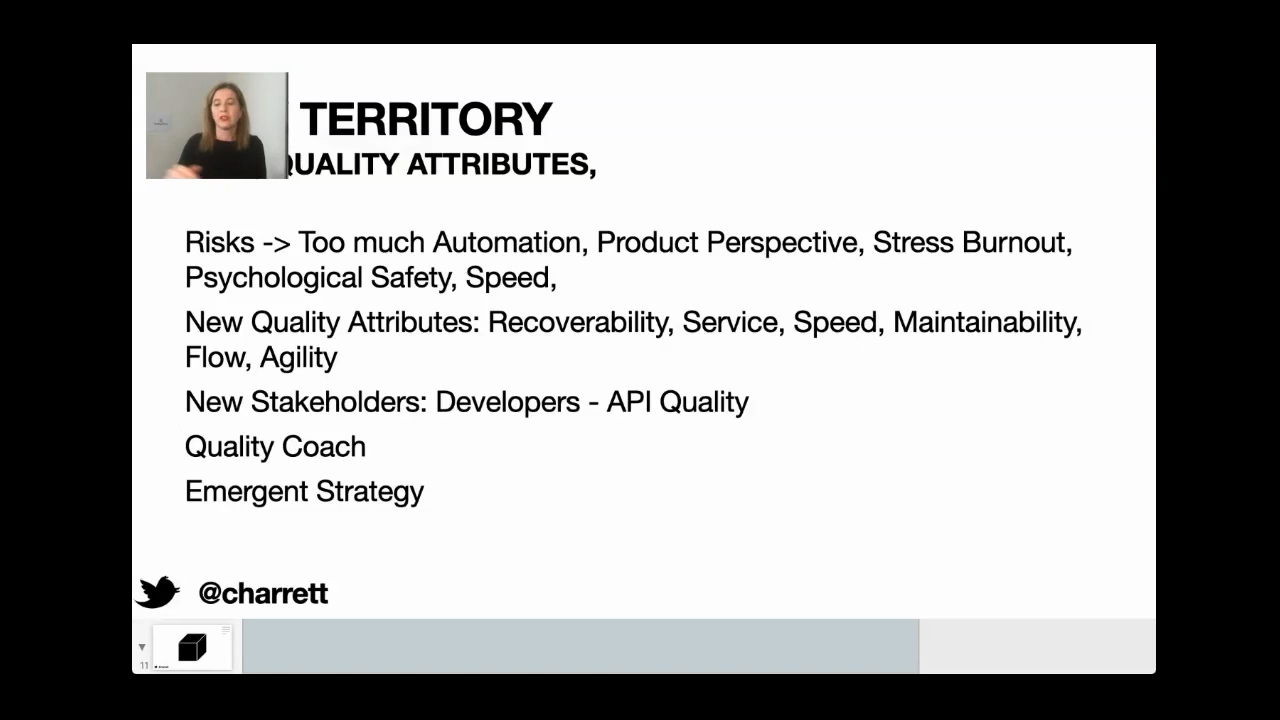 TERRITORY
QUALITY ATTRIBUTES,
Risks -> Too much Automation, Product Perspective, Stress Burnout,
Psychological Safety, Speed,
New Quality Attributes: Recoverability, Service, Speed, Maintainability,
Flow, Agility
New Stakeholders: Developers - API Quality
Quality Coach
Emergent Strategy
@charrett
11